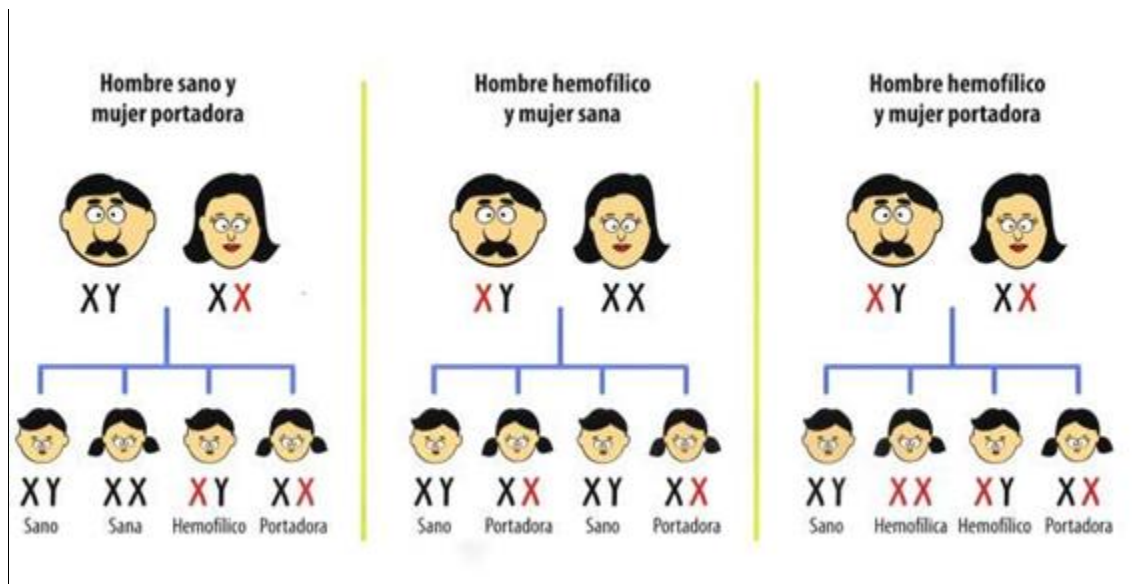 Hombre sano y
mujer portadora
XY XX
XY XX XY XX
Sano Sana Hemofílico Portadora
Hombre hemofílico
y mujer sana
XY XX
XY XX XY XX
Sano Portadora Sano Portadora
Hombre hemofílico
y mujer portadora
XY XX
XY XX XY XX
Sano Hemofílica Hemofílico Portadora